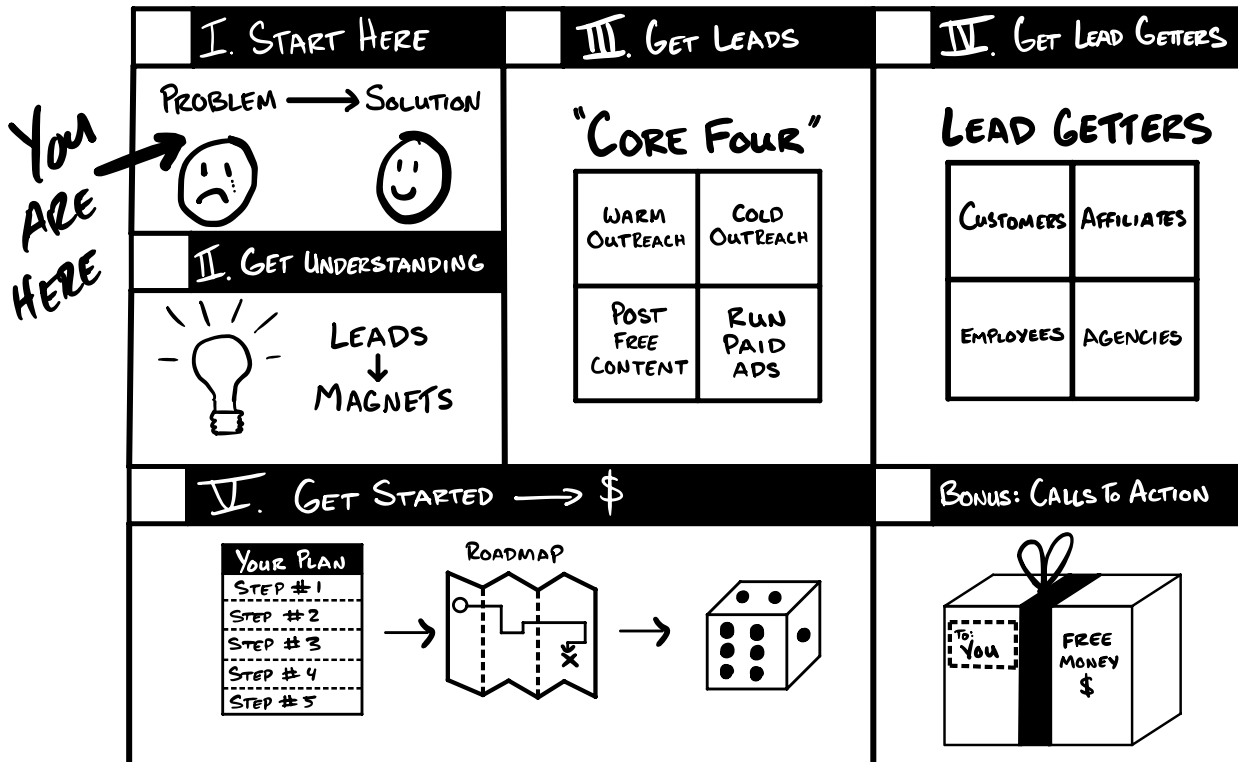 You
ARE
HERE
I. START HERE
PROBLEM → SOLUTION
II. GET UNDERSTANDING
LEADS
↓
MAGNETS
III. GET LEADS
"CORE FOUR"
WARM
OUTREACH
COLD
OUTREACH
POST
FREE
CONTENT
RUN
PAID
ADS
IV. GET LEAD GETTERS
LEAD GETTERS
CUSTOMERS
AFFILIATES
EMPLOYEES
AGENCIES
V. GET STARTED → $
YOUR PLAN
STEP #1
STEP #2
STEP #3
STEP #4
STEP #5
ROADMAP
X
BONUS: CALLS TO ACTION
TO:
YOU
FREE
MONEY
$